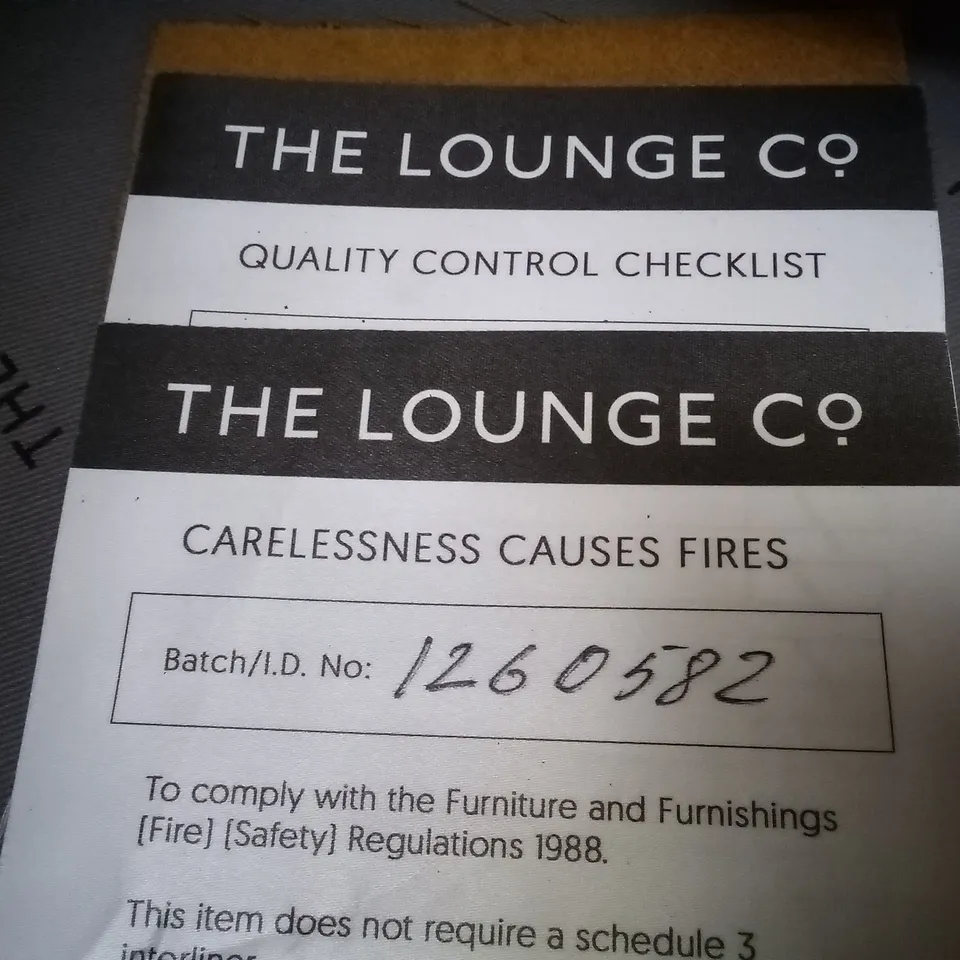 THE LOUNGE Cº
QUALITY CONTROL CHECKLIST
THE LOUNGE Cº
CARELESSNESS CAUSES FIRES
Batch/I.D. No: 1260582
To comply with the Furniture and Furnishings
[Fire] [Safety] Regulations 1988.
This item does not require a schedule 3
interliner